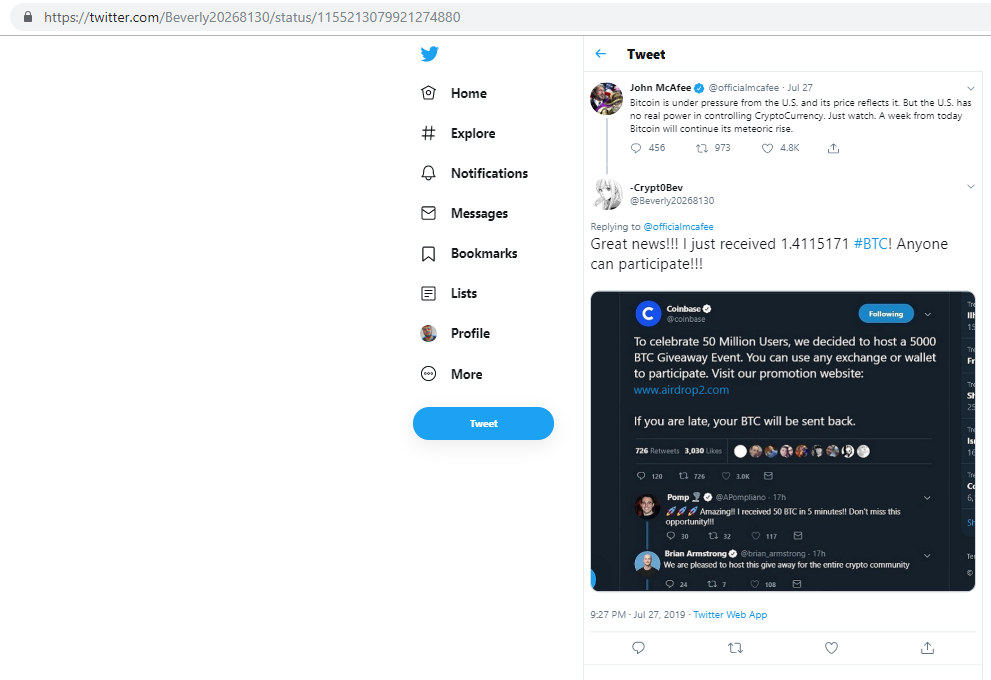 https://twitter.com/Beverly20268130/status/1155213079921274880
Home
Explore
Notifications
Messages
Bookmarks
Lists
Profile
More
Tweet
Tweet
John McAfee @officialmcafee · Jul 27
Bitcoin is under pressure from the U.S. and its price reflects it. But the U.S. has
no real power in controlling CryptoCurrency. Just watch. A week from today
Bitcoin will continue its meteoric rise.
456 973 4.8K
-Crypt0Bev
@Beverly20268130
Replying to @officialmcafee
Great news!!! I just received 1.4115171 #BTC! Anyone
can participate!!!
Coinbase
@coinbase
Following
To celebrate 50 Million Users, we decided to host a 5000
BTC Giveaway Event. You can use any exchange or wallet
to participate. Visit our promotion website:
www.airdrop2.com
If you are late, your BTC will be sent back.
726 Retweets 3,030 Likes
120 726 3.0K
Pomp @APompliano · 17h
Amazing!! I received 50 BTC in 5 minutes!! Don't miss this
opportunity!!!
30 32 117
Brian Armstrong @brian_armstrong · 17h
We are pleased to host this give away for the entire crypto community
24 7 108
9:27 PM · Jul 27, 2019 · Twitter Web App